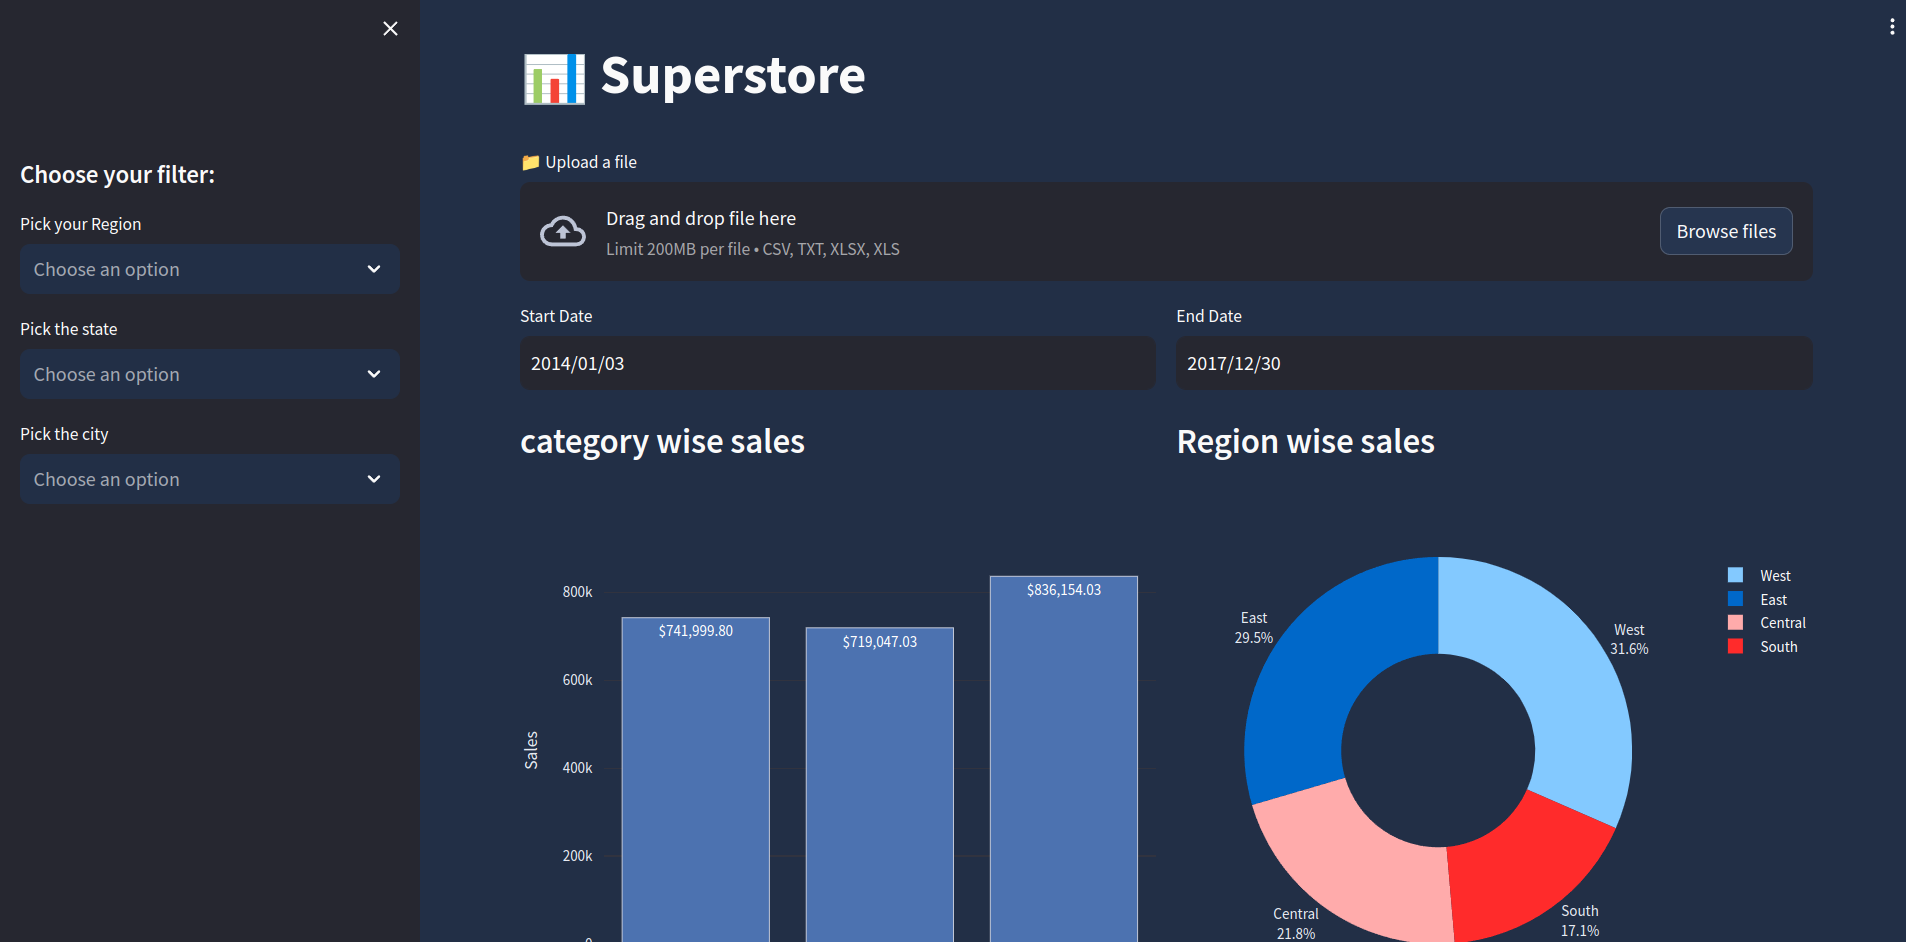 Superstore
Choose your filter:
Pick your Region
Choose an option
Pick the state
Choose an option
Pick the city
Choose an option
📁 Upload a file
Drag and drop file here
Limit 200MB per file • CSV, TXT, XLSX, XLS
Browse files
Start Date
2014/01/03
End Date
2017/12/30
category wise sales
800k
600k
400k
200k
0
Sales
$741,999.80
$719,047.03
$836,154.03
Region wise sales
East
29.5%
West
31.6%
Central
21.8%
South
17.1%
West
East
Central
South